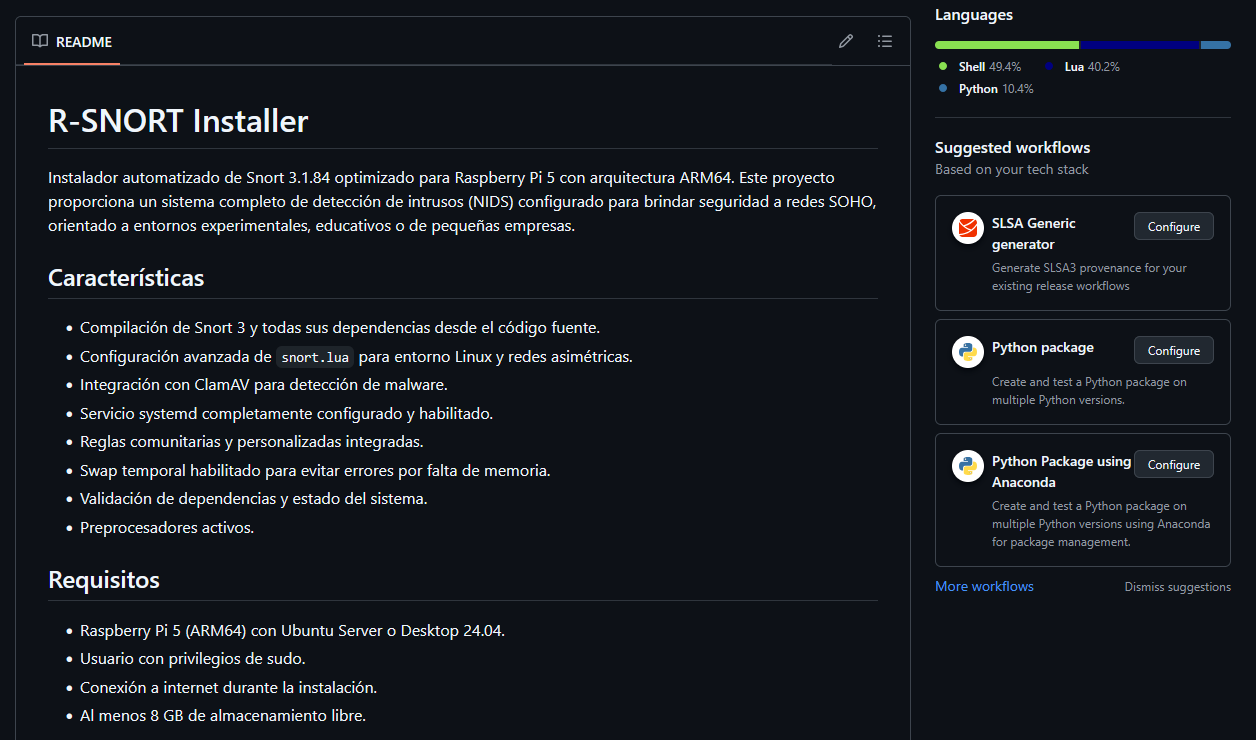 README
R-SNORT Installer
Instalador automatizado de Snort 3.1.84 optimizado para Raspberry Pi 5 con arquitectura ARM64. Este proyecto
proporciona un sistema completo de detección de intrusos (NIDS) configurado para brindar seguridad a redes SOHO,
orientado a entornos experimentales, educativos o de pequeñas empresas.
Características
Compilación de Snort 3 y todas sus dependencias desde el código fuente.
Configuración avanzada de snort.lua para entorno Linux y redes asimétricas.
Integración con ClamAV para detección de malware.
Servicio systemd completamente configurado y habilitado.
Reglas comunitarias y personalizadas integradas.
Swap temporal habilitado para evitar errores por falta de memoria.
Validación de dependencias y estado del sistema.
Preprocesadores activos.
Requisitos
Raspberry Pi 5 (ARM64) con Ubuntu Server o Desktop 24.04.
Usuario con privilegios de sudo.
Conexión a internet durante la instalación.
Al menos 8 GB de almacenamiento libre.
Languages
Shell 49.4% Lua 40.2%
Python 10.4%
Suggested workflows
Based on your tech stack
SLSA Generic
generator
Configure
Generate SLSA3 provenance for your
existing release workflows
Python package
Configure
Create and test a Python package on
multiple Python versions.
Python Package using
Anaconda
Configure
Create and test a Python package on
multiple Python versions using Anaconda
for package management.
More workflows
Dismiss suggestions